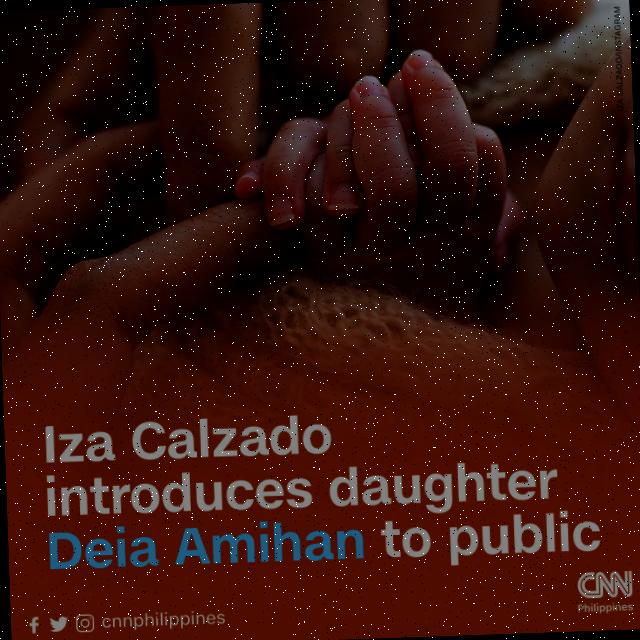 Iza Calzado
introduces daughter
Deia Amihan to public
CNN
Philippines
cnnphilippines